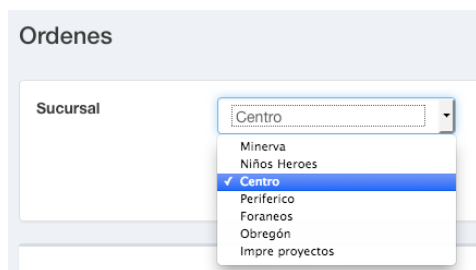 Ordenes
Sucursal
Centro
Minerva
Niños Heroes
✓ Centro
Periferico
Foraneos
Obregón
Impre proyectos